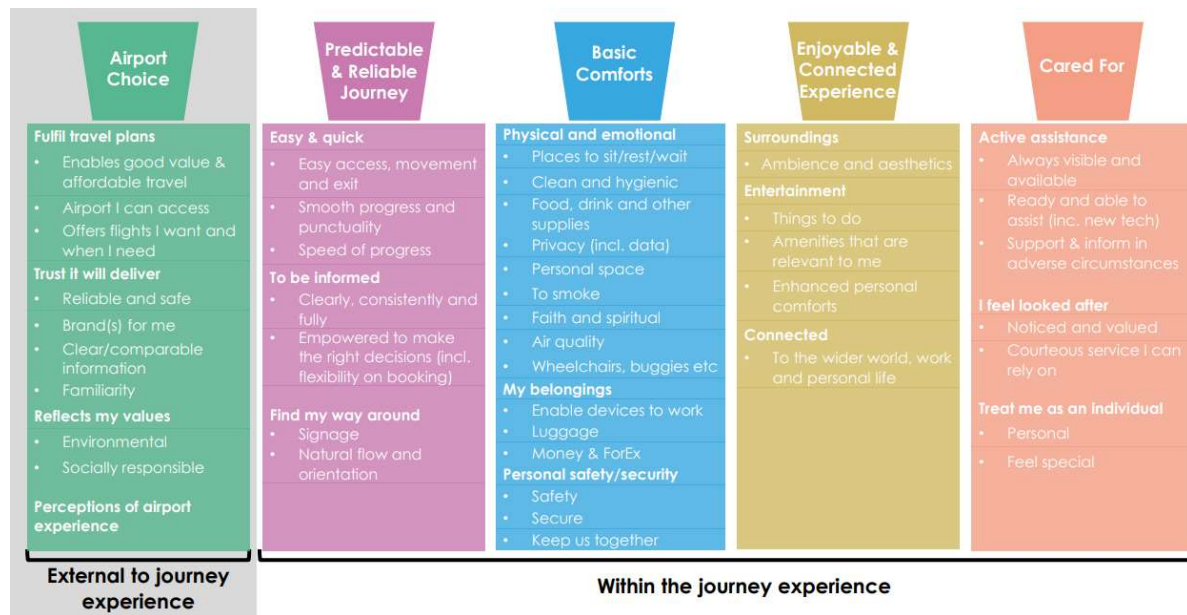 Airport
Choice
Fulfil travel plans
• Enables good value &
affordable travel
• Airport I can access
• Offers flights I want and
when I need
Trust it will deliver
• Reliable and safe
• Brand(s) for me
• Clear/comparable
information
• Familiarity
Reflects my values
• Environmental
• Socially responsible
Perceptions of airport
experience
External to journey
experience
Predictable
& Reliable
Journey
Easy & quick
• Easy access, movement
and exit
• Smooth progress and
punctuality
• Speed of progress
To be informed
• Clearly, consistently and
fully
• Empowered to make
the right decisions (incl.
flexibility on booking)
Find my way around
• Signage
• Natural flow and
orientation
Basic
Comforts
Physical and emotional
• Places to sit/rest/wait
• Clean and hygienic
• Food, drink and other
supplies
• Privacy (incl. data)
• Personal space
• To smoke
• Faith and spiritual
• Air quality
• Wheelchairs, buggies etc
My belongings
• Enable devices to work
• Luggage
• Money & ForEx
Personal safety/security
• Safety
• Secure
• Keep us together
Enjoyable &
Connected
Experience
Surroundings
• Ambience and aesthetics
Entertainment
• Things to do
• Amenities that are
relevant to me
• Enhanced personal
comforts
Connected
• To the wider world, work
and personal life
Cared For
Active assistance
• Always visible and
available
• Ready and able to
assist (inc. new tech)
• Support & inform in
adverse circumstances
I feel looked after
• Noticed and valued
• Courteous service I can
rely on
Treat me as an individual
• Personal
• Feel special
Within the journey experience